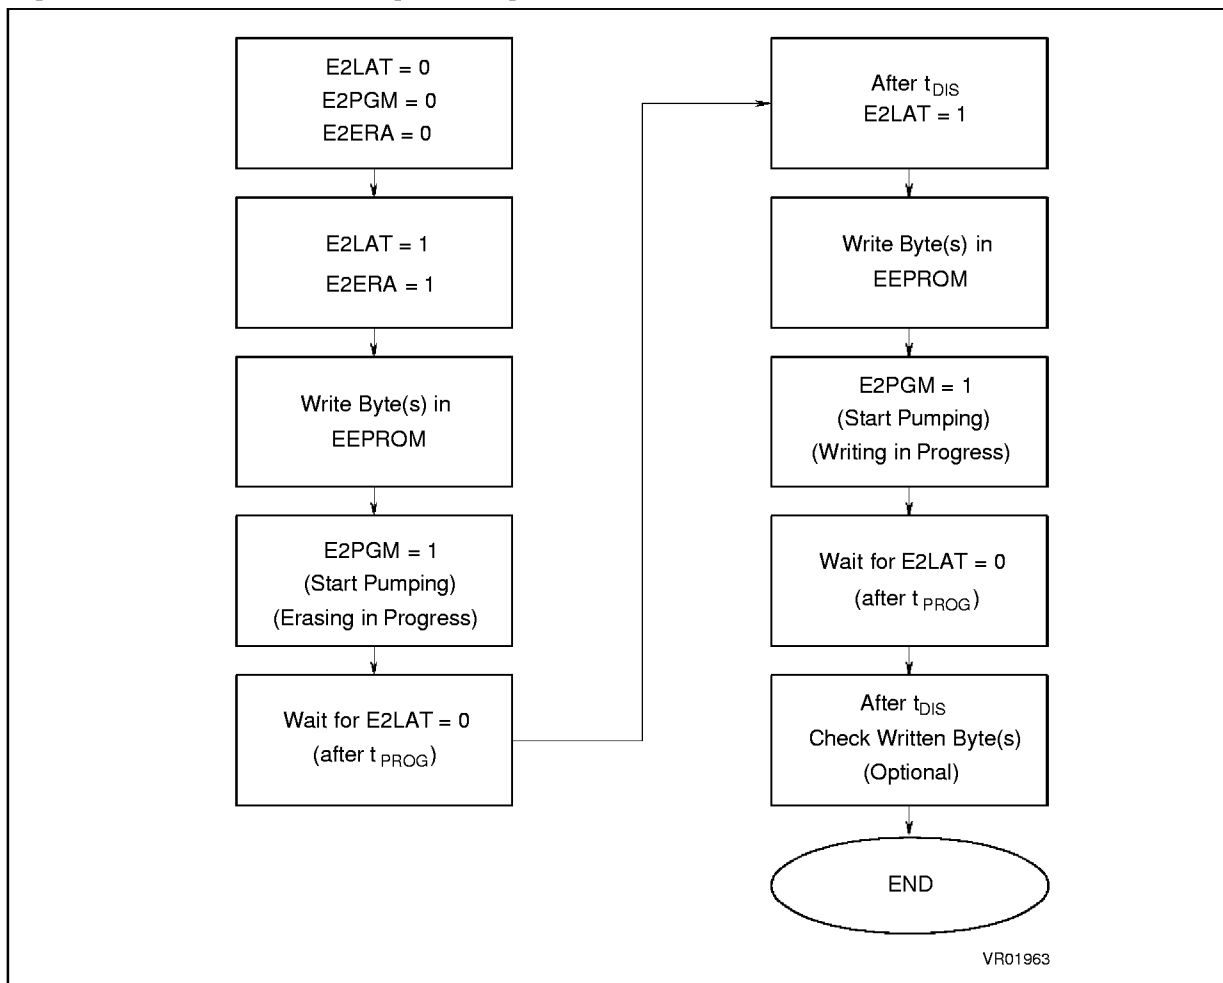 E2LAT = 0
E2PGM = 0
E2ERA = 0
E2LAT = 1
E2ERA = 1
Write Byte(s) in
EEPROM
E2PGM = 1
(Start Pumping)
(Erasing in Progress)
Wait for E2LAT = 0
(after tPROG)
After tDIS
E2LAT = 1
Write Byte(s) in
EEPROM
E2PGM = 1
(Start Pumping)
(Writing in Progress)
Wait for E2LAT = 0
(after tPROG)
After tDIS
Check Written Byte(s)
(Optional)
END
VR01963